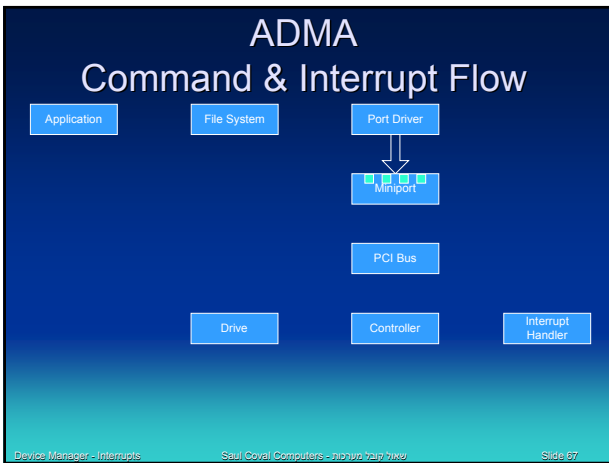 ADMA
Command & Interrupt Flow
Application
File System
Port Driver
Miniport
PCI Bus
Drive
Controller
Interrupt
Handler
Device Manager - Interrupts
Saul Coval Computers - שאול קובל מערכות
Slide 67